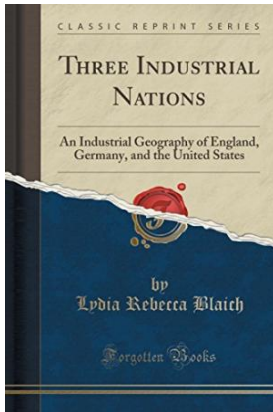 CLASSIC REPRINT SERIES
THREE INDUSTRIAL
NATIONS
An Industrial Geography of England,
Germany, and the United States
by
Lydia Rebecca Blaich
Forgotten Books